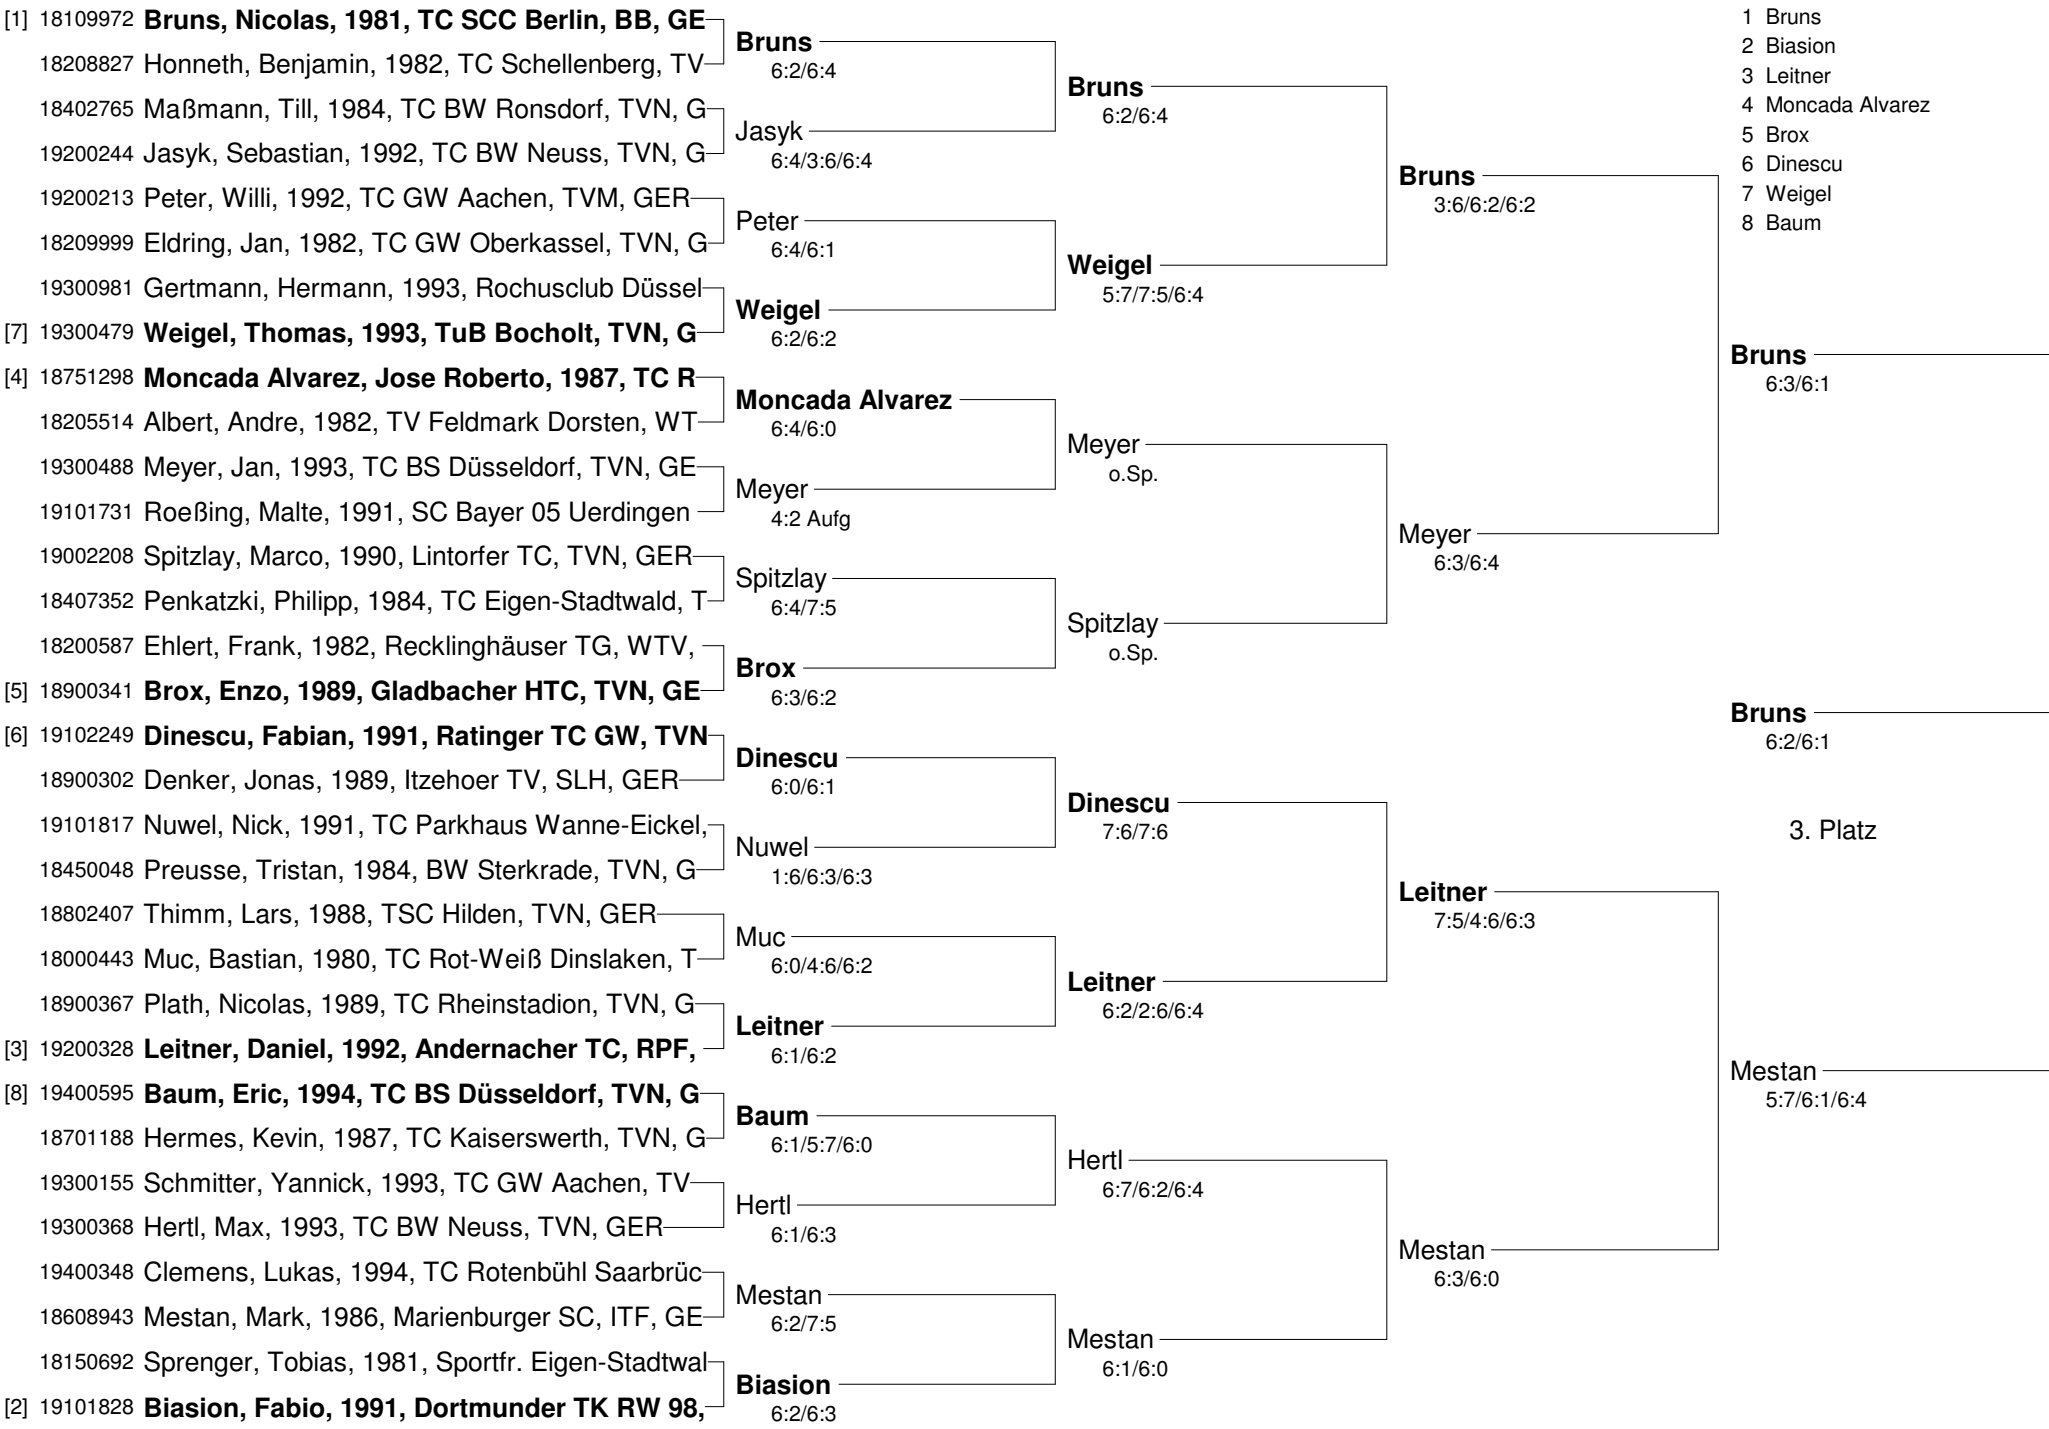 [1] 18109972 Bruns, Nicolas, 1981, TC SCC Berlin, BB, GE
18208827 Honneth, Benjamin, 1982, TC Schellenberg, TV
18402765 Maßmann, Till, 1984, TC BW Ronsdorf, TVN, G
19200244 Jasyk, Sebastian, 1992, TC BW Neuss, TVN, G
19200213 Peter, Willi, 1992, TC GW Aachen, TVM, GER
18209999 Eldring, Jan, 1982, TC GW Oberkassel, TVN, G
19300981 Gertmann, Hermann, 1993, Rochusclub Düssel
[7] 19300479 Weigel, Thomas, 1993, TuB Bocholt, TVN, G
[4] 18751298 Moncada Alvarez, Jose Roberto, 1987, TC R
18205514 Albert, Andre, 1982, TV Feldmark Dorsten, WT
19300488 Meyer, Jan, 1993, TC BS Düsseldorf, TVN, GE
19101731 Roeßing, Malte, 1991, SC Bayer 05 Uerdingen
19002208 Spitzlay, Marco, 1990, Lintorfer TC, TVN, GER
18407352 Penkatzki, Philipp, 1984, TC Eigen-Stadtwald, T
18200587 Ehlert, Frank, 1982, Recklinghäuser TG, WTV,
[5] 18900341 Brox, Enzo, 1989, Gladbacher HTC, TVN, GE
[6] 19102249 Dinescu, Fabian, 1991, Ratinger TC GW, TVN
18900302 Denker, Jonas, 1989, Itzehoer TV, SLH, GER
19101817 Nuwel, Nick, 1991, TC Parkhaus Wanne-Eickel,
18450048 Preusse, Tristan, 1984, BW Sterkrade, TVN, G
18802407 Thimm, Lars, 1988, TSC Hilden, TVN, GER
18000443 Muc, Bastian, 1980, TC Rot-Weiß Dinslaken, T
18900367 Plath, Nicolas, 1989, TC Rheinstadion, TVN, G
[3] 19200328 Leitner, Daniel, 1992, Andernacher TC, RPF,
[8] 19400595 Baum, Eric, 1994, TC BS Düsseldorf, TVN, G
18701188 Hermes, Kevin, 1987, TC Kaiserswerth, TVN, G
19300155 Schmitter, Yannick, 1993, TC GW Aachen, TV
19300368 Hertl, Max, 1993, TC BW Neuss, TVN, GER
19400348 Clemens, Lukas, 1994, TC Rotenbühl Saarbrüc
18608943 Mestan, Mark, 1986, Marienburger SC, ITF, GE
18150692 Sprenger, Tobias, 1981, Sportfr. Eigen-Stadtwal
[2] 19101828 Biasion, Fabio, 1991, Dortmunder TK RW 98,
Bruns
6:2/6:4
Jasyk
6:4/3:6/6:4
Peter
6:4/6:1
Weigel
6:2/6:2
Moncada Alvarez
6:4/6:0
Meyer
4:2 Aufg
Spitzlay
6:4/7:5
Brox
6:3/6:2
Dinescu
6:0/6:1
Nuwel
1:6/6:3/6:3
Muc
6:0/4:6/6:2
Leitner
6:1/6:2
Baum
6:1/5:7/6:0
Hertl
6:1/6:3
Mestan
6:2/7:5
Biasion
6:2/6:3
Bruns
6:2/6:4
Weigel
5:7/7:5/6:4
Meyer
o.Sp.
Spitzlay
o.Sp.
Dinescu
7:6/7:6
Leitner
6:2/2:6/6:4
Hertl
6:7/6:2/6:4
Mestan
6:1/6:0
Bruns
3:6/6:2/6:2
Meyer
6:3/6:4
Leitner
7:5/4:6/6:3
Mestan
6:3/6:0
1 Bruns
2 Biasion
3 Leitner
4 Moncada Alvarez
5 Brox
6 Dinescu
7 Weigel
8 Baum
Bruns
6:3/6:1
Bruns
6:2/6:1
3. Platz
Mestan
5:7/6:1/6:4